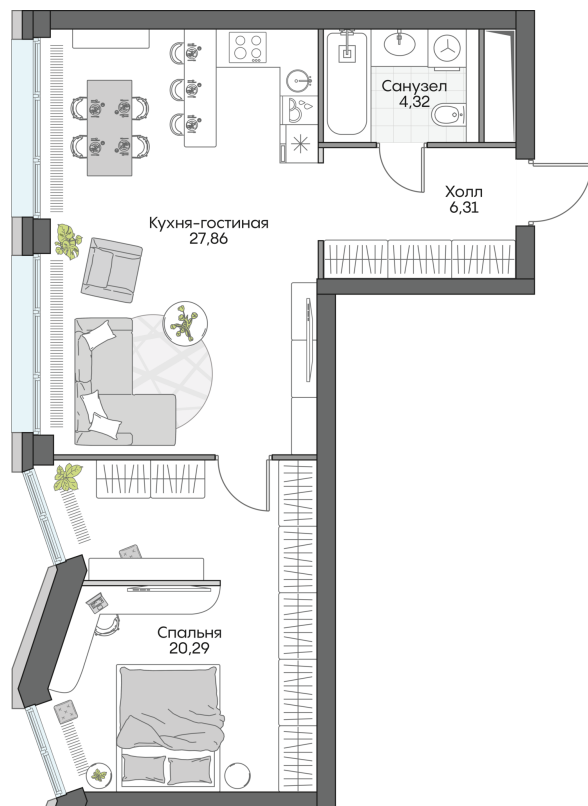 Санузел
4,32
Холл
6,31
Кухня-гостиная
27,86
Спальня
20,29